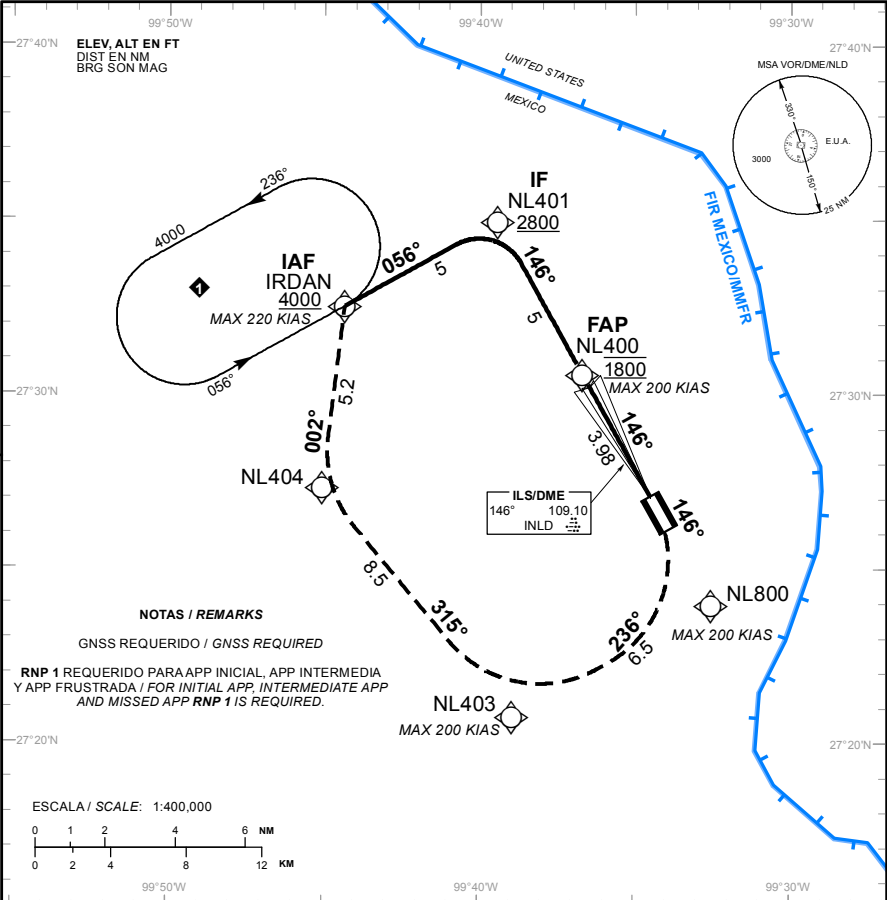 99°50'W
99°40'W
99°30'W
27°40'N
27°40'N
ELEV, ALT EN FT
DIST EN NM
BRG SON MAG
UNITED STATES
MEXICO
MSA VOR/DME/NLD
330°
E.U.A.
3000
150°
25 NM
FIR MEXICO/MMFR
236°
4000
1
056°
IAF
IRDAN
4000
MAX 220 KIAS
056°
5
IF
NL401
2800
146°
5
FAP
NL400
1800
MAX 200 KIAS
27°30'N
27°30'N
146°
3.98
5.2
002°
NL404
ILS/DME
146° 109.10
INLD
146°
8.5
315°
NL800
MAX 200 KIAS
236°
6.5
NL403
MAX 200 KIAS
NOTAS / REMARKS
GNSS REQUERIDO / GNSS REQUIRED
RNP 1 REQUERIDO PARA APP INICIAL, APP INTERMEDIA
Y APP FRUSTRADA / FOR INITIAL APP, INTERMEDIATE APP
AND MISSED APP RNP 1 IS REQUIRED.
27°20'N
27°20'N
ESCALA / SCALE: 1:400,000
0 1 2 4 6 NM
0 2 4 8 12 KM
99°50'W
99°40'W
99°30'W